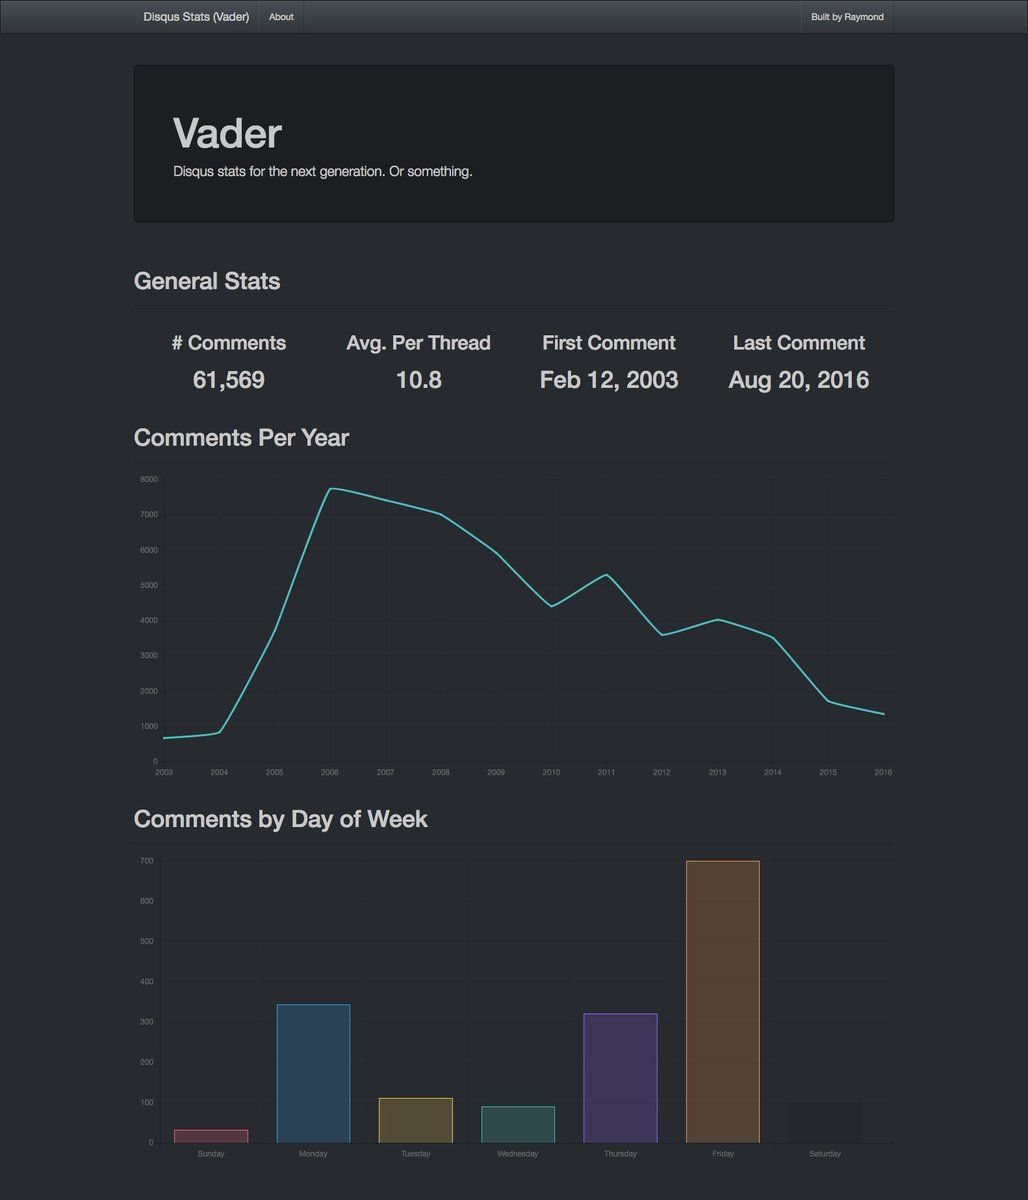 Disqus Stats (Vader) About Built by Raymond
Vader
Disqus stats for the next generation. Or something.
General Stats
# Comments Avg. Per Thread First Comment Last Comment
61,569 10.8 Feb 12, 2003 Aug 20, 2016
Comments Per Year
8000
7000
6000
5000
4000
3000
2000
1000
0
2003 2004 2005 2006 2007 2008 2009 2010 2011 2012 2013 2014 2015 2016
Comments by Day of Week
700
600
500
400
300
200
100
0
Sunday Monday Tuesday Wednesday Thursday Friday Saturday